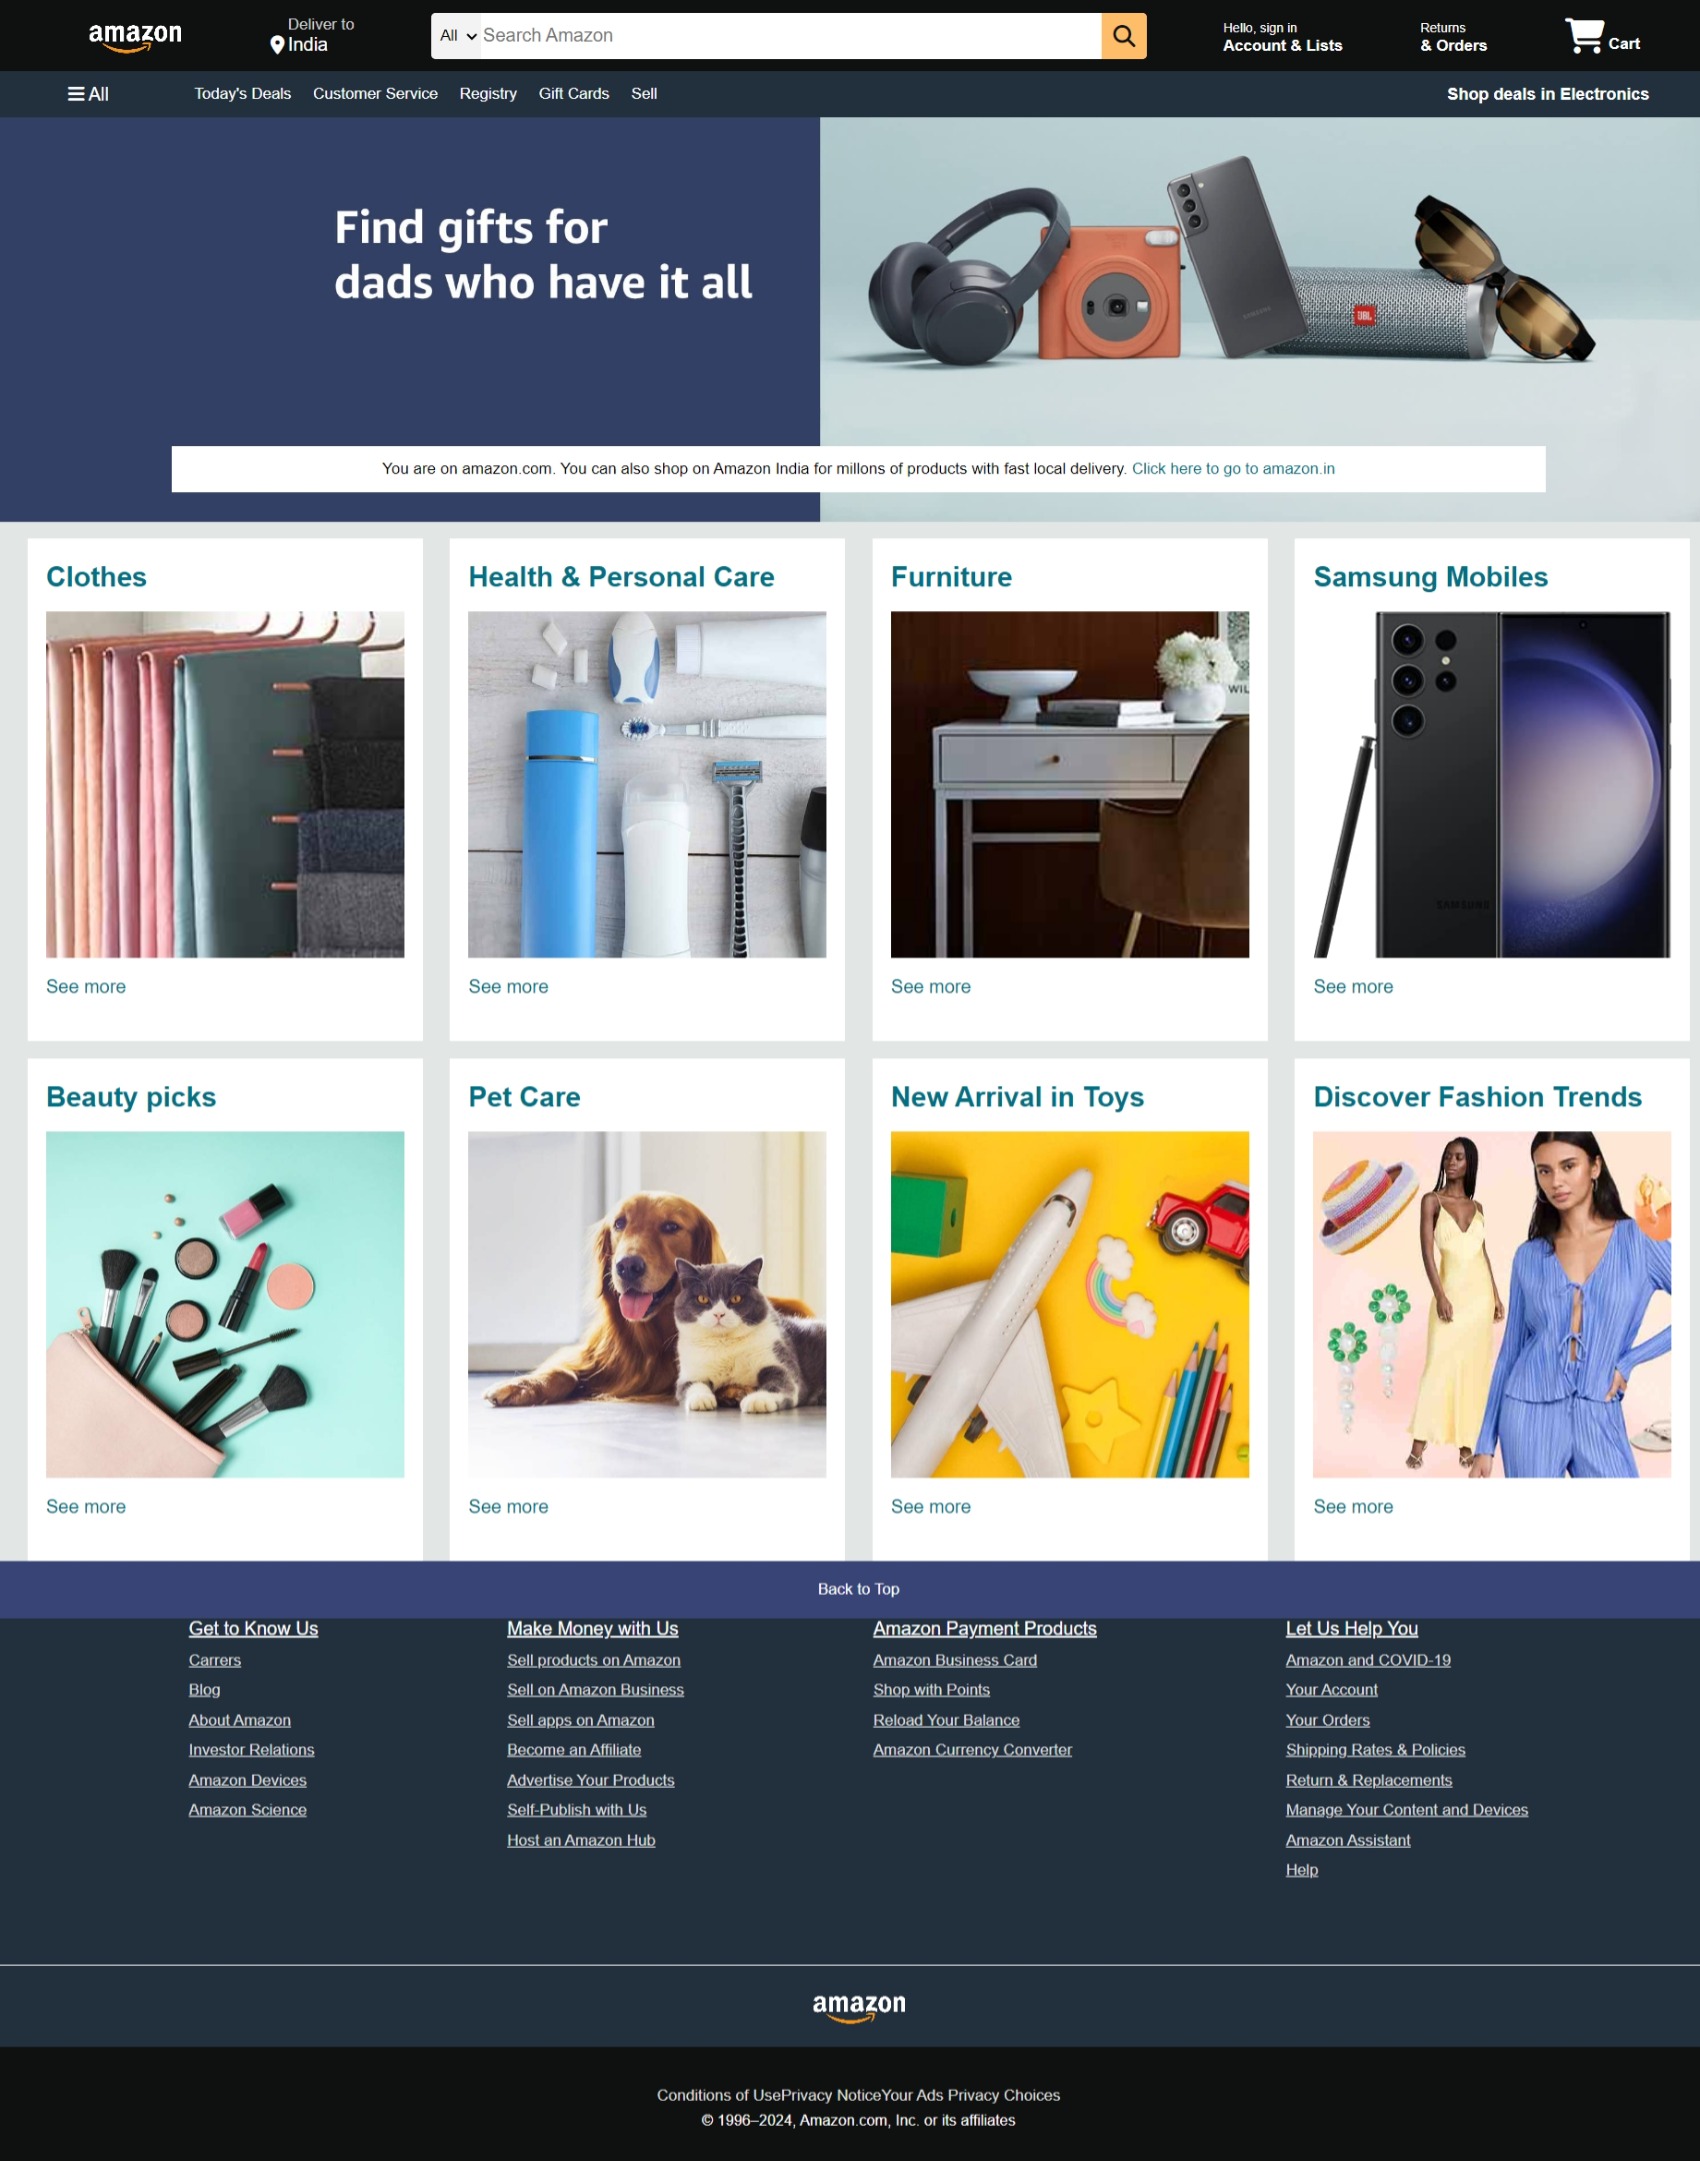 amazon
Deliver to
India
All
Search Amazon
Hello, sign in
Account & Lists
Returns
& Orders
Cart
All
Today's Deals
Customer Service
Registry
Gift Cards
Sell
Shop deals in Electronics
Find gifts for
dads who have it all
SAMSUNG
JBL
You are on amazon.com. You can also shop on Amazon India for millons of products with fast local delivery. Click here to go to amazon.in
Clothes
Health & Personal Care
Furniture
Samsung Mobiles
WIL
SAMSUNG
See more
See more
See more
See more
Beauty picks
Pet Care
New Arrival in Toys
Discover Fashion Trends
See more
See more
See more
See more
Back to Top
Get to Know Us
Carrers
Blog
About Amazon
Investor Relations
Amazon Devices
Amazon Science
Make Money with Us
Sell products on Amazon
Sell on Amazon Business
Sell apps on Amazon
Become an Affiliate
Advertise Your Products
Self-Publish with Us
Host an Amazon Hub
Amazon Payment Products
Amazon Business Card
Shop with Points
Reload Your Balance
Amazon Currency Converter
Let Us Help You
Amazon and COVID-19
Your Account
Your Orders
Shipping Rates & Policies
Return & Replacements
Manage Your Content and Devices
Amazon Assistant
Help
amazon
Conditions of UsePrivacy NoticeYour Ads Privacy Choices
© 1996–2024, Amazon.com, Inc. or its affiliates